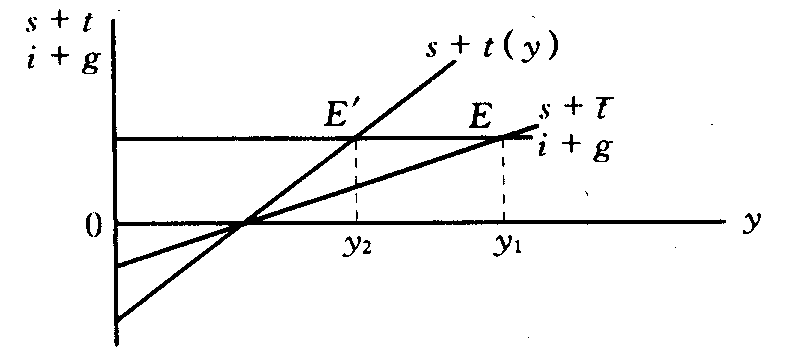 s + t
i + g
s + t ( y )
E′ E s + t̅
i + g
0 y
y₂ y₁